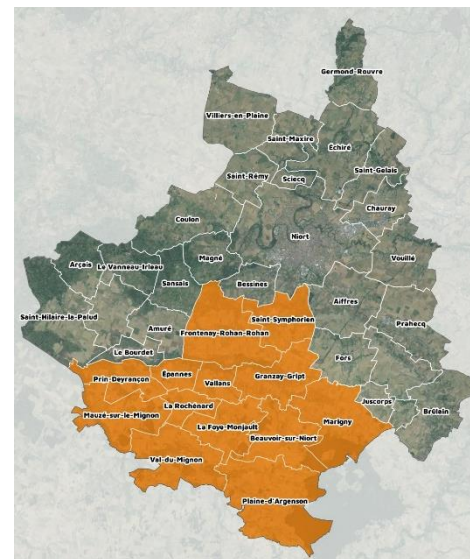 Germond-Rouvre
Villiers-en-Plaine
Saint-Maxire
Échiré
Saint-Rémy
Sciecq
Saint-Gelais
Chauray
Coulon
Niort
Vouillé
Arçais
Le Vanneau-Irleau
Magné
Sansais
Bessines
Aiffres
Saint-Hilaire-la-Palud
Saint-Symphorien
Prahecq
Amuré
Frontenay-Rohan-Rohan
Le Bourdet
Fors
Épannes
Prin-Deyrançon
Vallans
Granzay-Gript
Juscorps
Brûlain
La Rochénard
Mauzé-sur-le-Mignon
Marigny
La Foye-Monjault
Beauvoir-sur-Niort
Val-du-Mignon
Plaine-d'Argenson